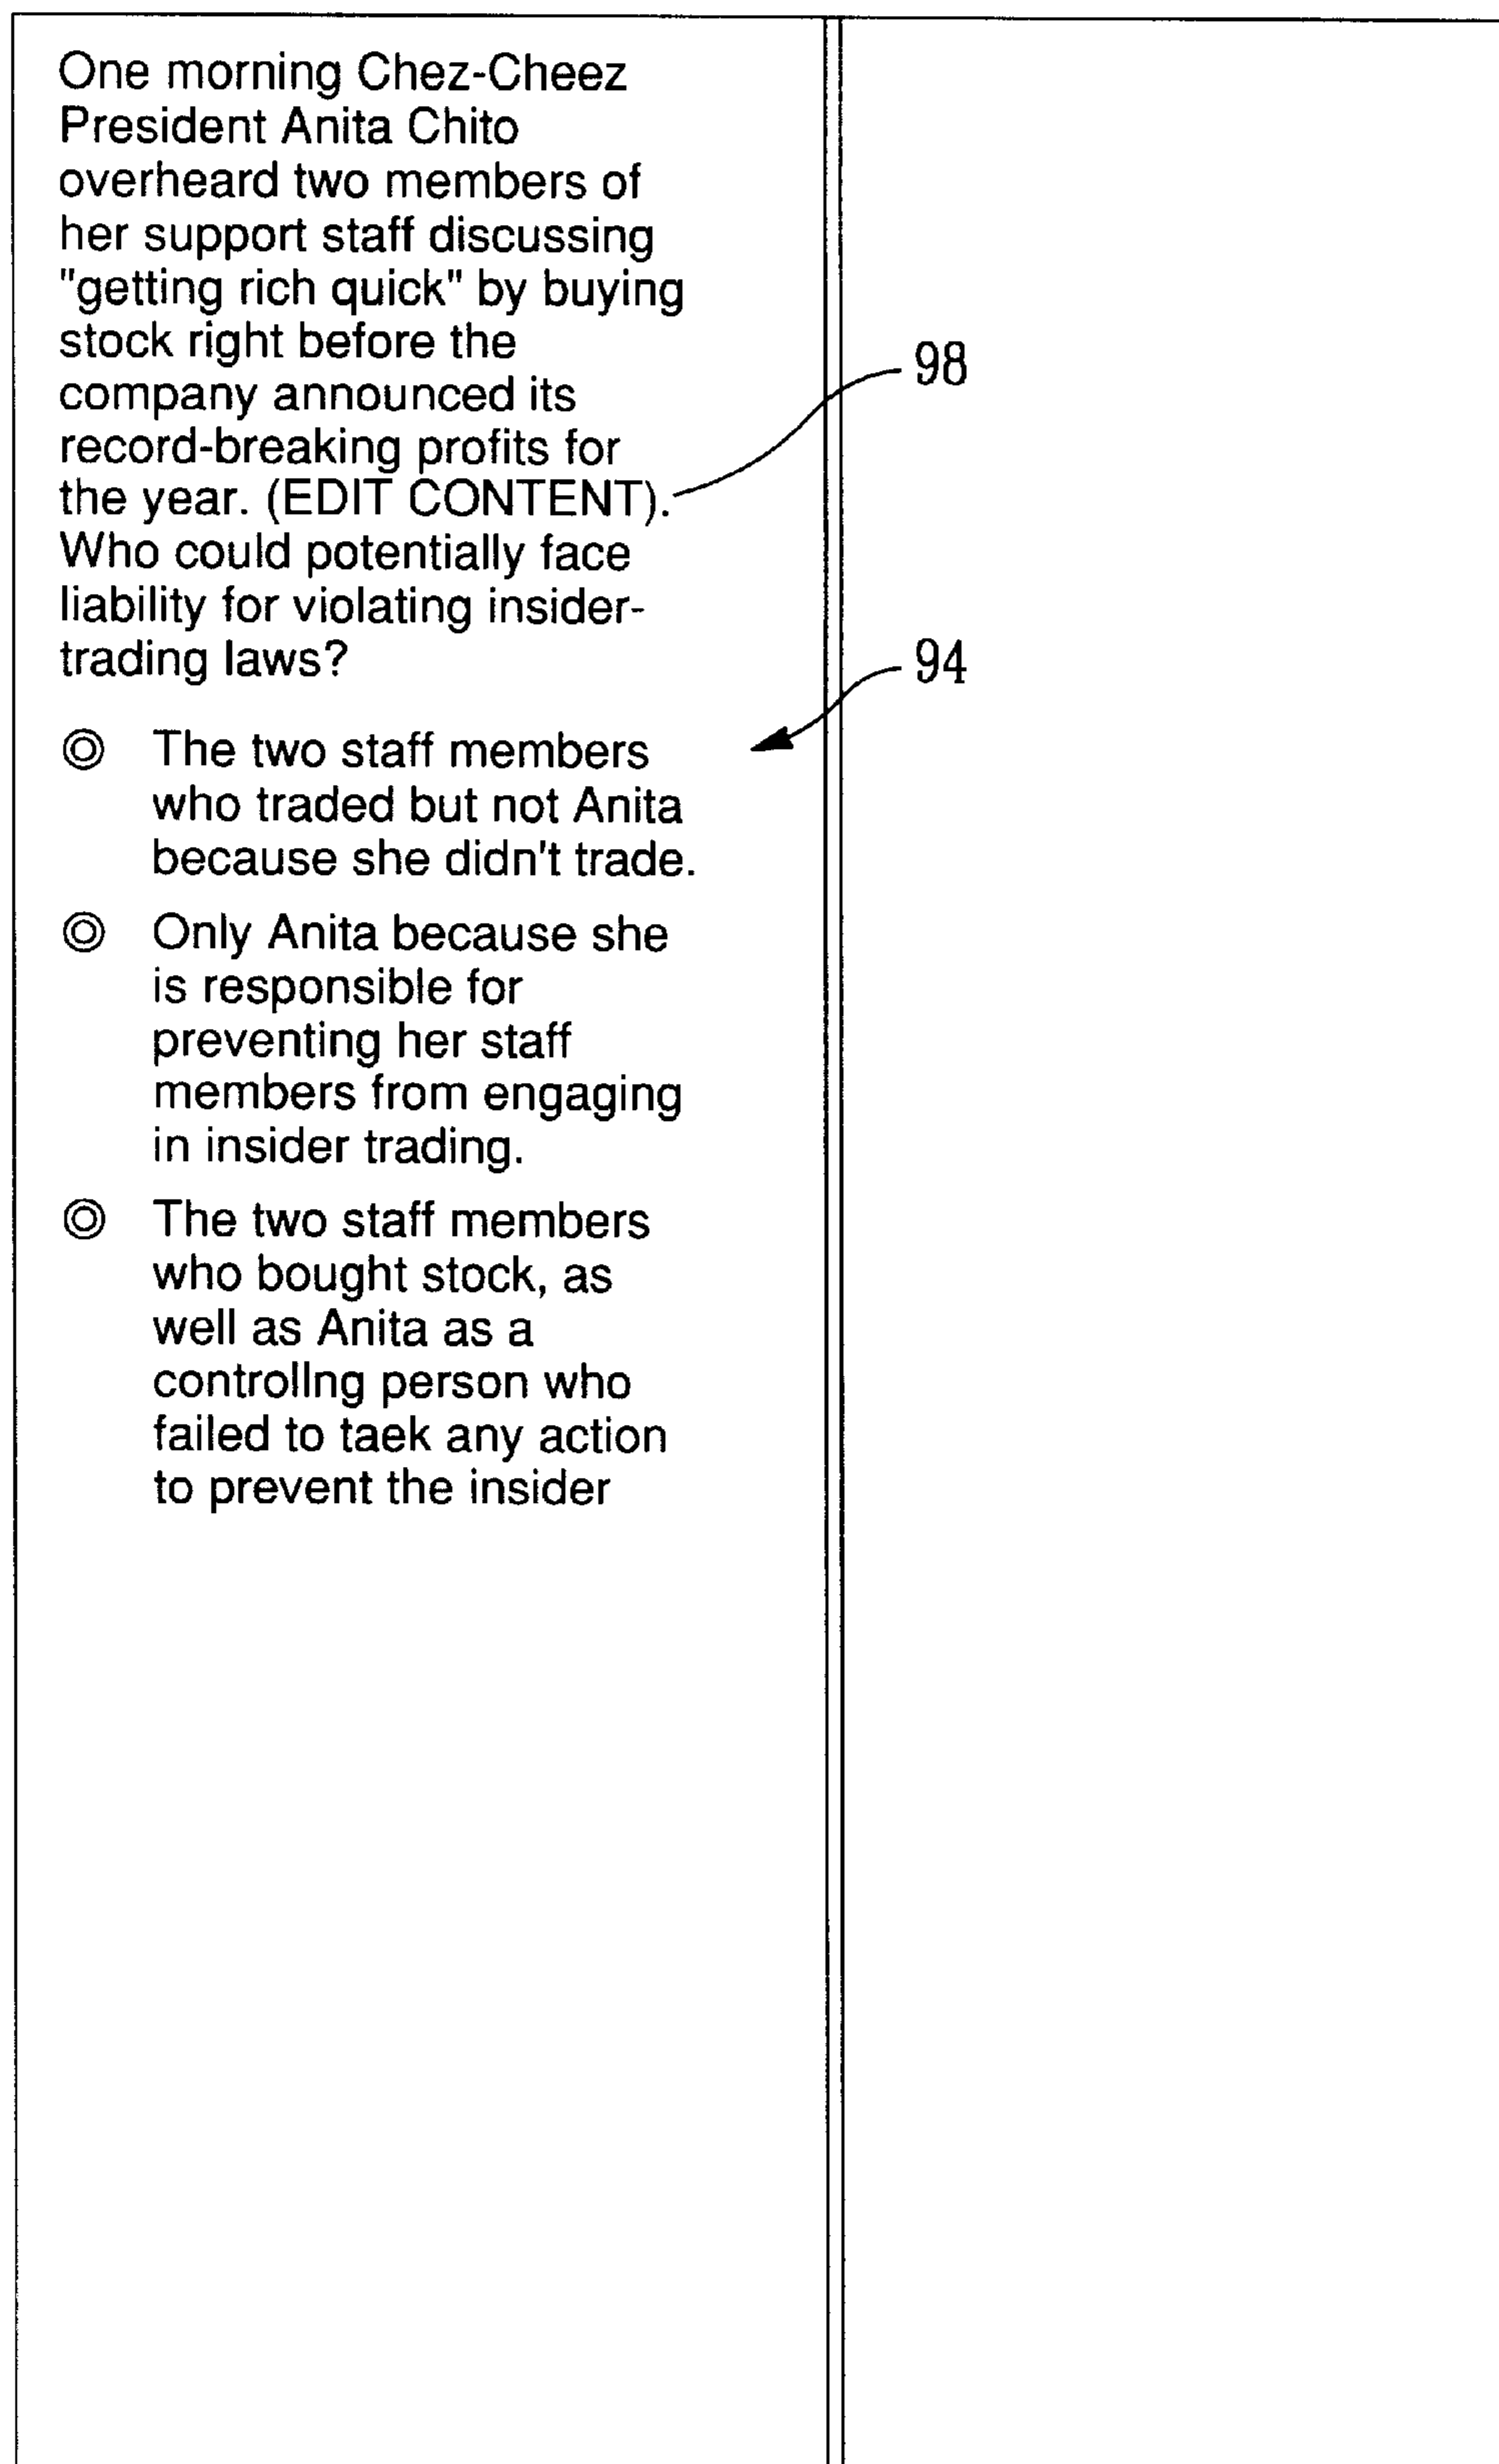 One morning Chez-Cheez
President Anita Chito
overheard two members of
her support staff discussing
"getting rich quick" by buying
stock right before the
company announced its
record-breaking profits for
the year. (EDIT CONTENT).
Who could potentially face
liability for violating insider-
trading laws?
98
94
◎ The two staff members
who traded but not Anita
because she didn't trade.
◎ Only Anita because she
is responsible for
preventing her staff
members from engaging
in insider trading.
◎ The two staff members
who bought stock, as
well as Anita as a
controllng person who
failed to taek any action
to prevent the insider